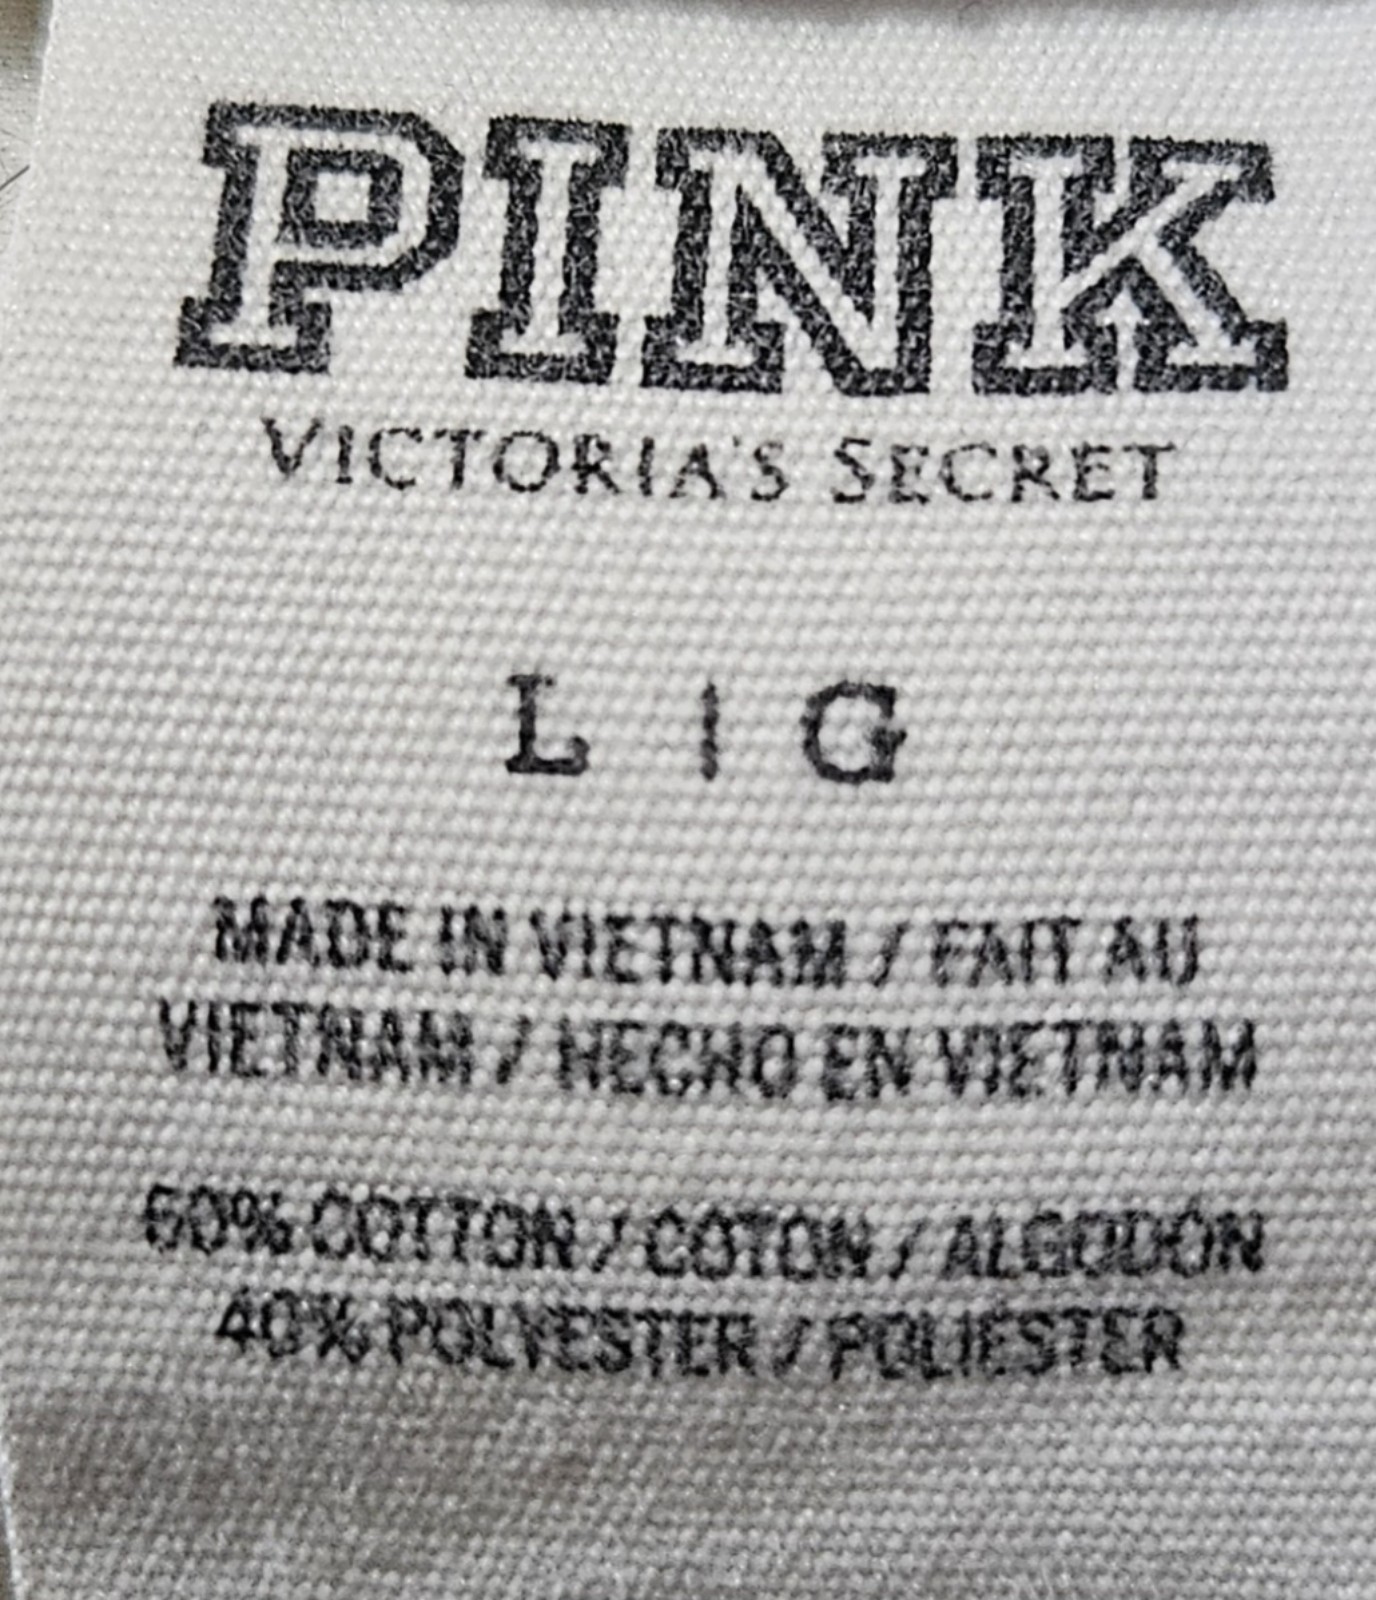 PINK
VICTORIA'S SECRET
L | G
MADE IN VIETNAM / FAIT AU
VIETNAM / HECHO EN VIETNAM
60% COTTON / COTON / ALGODÓN
40% POLYESTER / POLIÉSTER